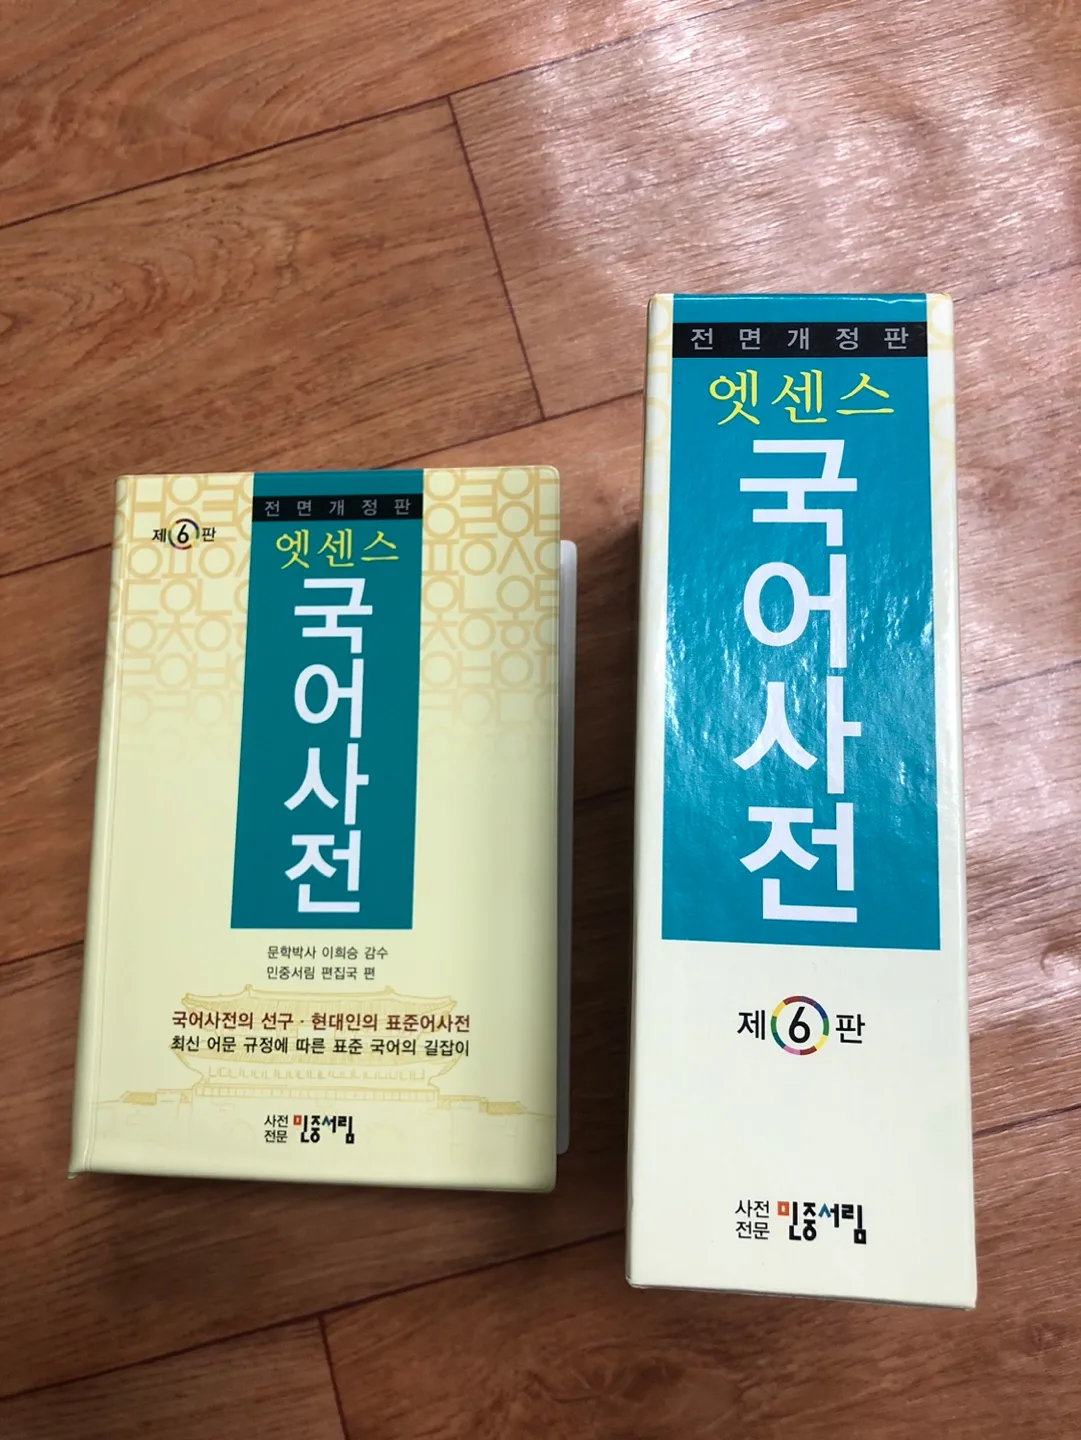 전면개정판
제6판
엣센스
국어사전
문학박사 이희승 감수
민중서림 편집국 편
국어사전의 선구·현대인의 표준어사전
최신 어문 규정에 따른 표준 국어의 길잡이
사전
전문 민중서림
전면개정판
엣센스
국어사전
제6판
사전
전문 민중서림